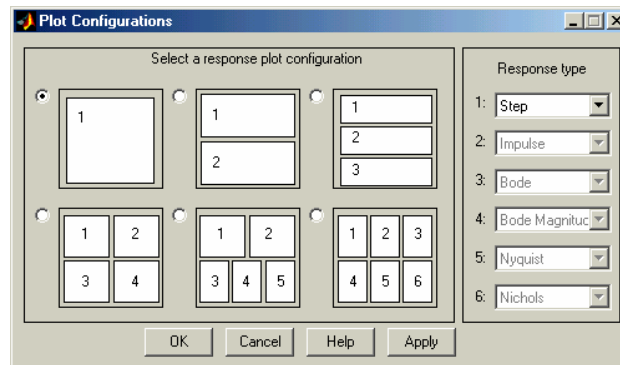 Plot Configurations
Select a response plot configuration
1
1
2
1
2
3
1 2
3 4
1 2
3 4 5
1 2 3
4 5 6
Response type
1: Step
2: Impulse
3: Bode
4: Bode Magnituc
5: Nyquist
6: Nichols
OK Cancel Help Apply